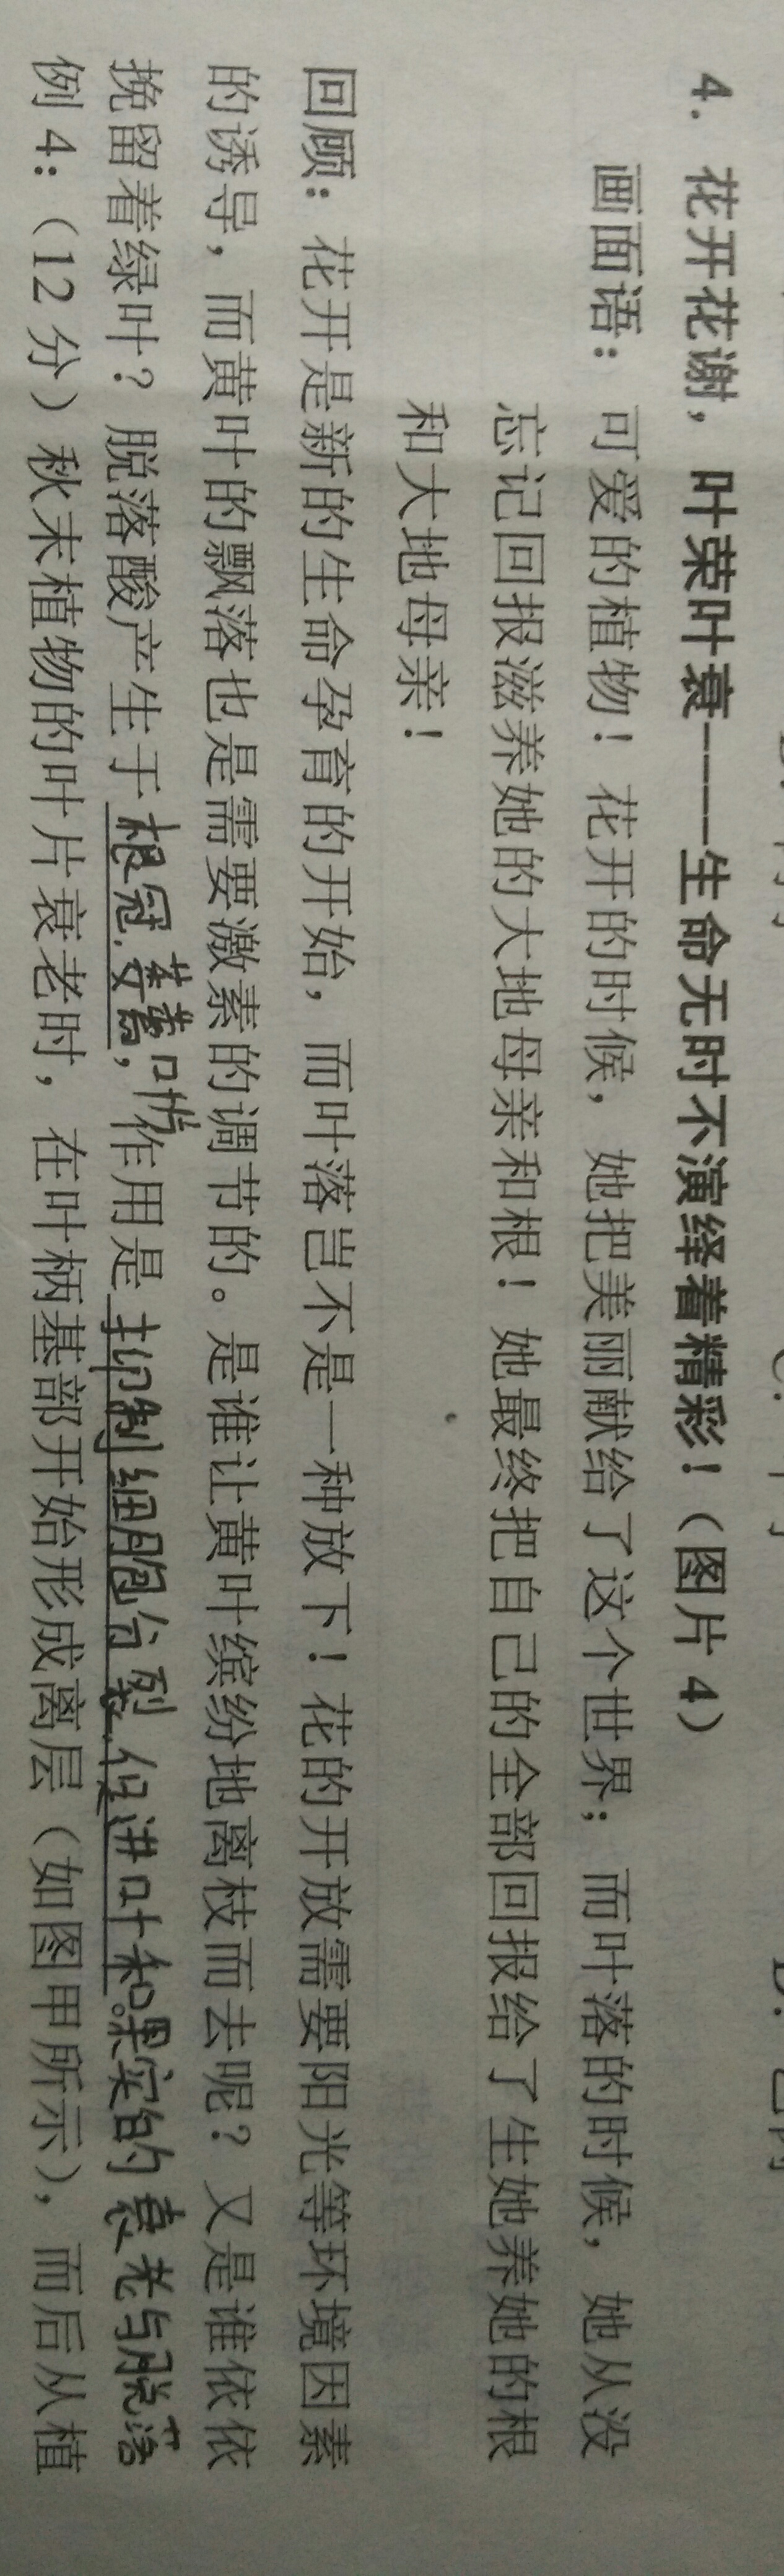 4. 花开花谢，叶荣叶衰----生命无时不演绎着精彩！（图片 4）
画面语：可爱的植物！花开的时候，她把美丽献给了这个世界；而叶落的时候，她从没
忘记回报滋养她的大地母亲和根！她最终把自己的全部回报给了生她养她的根
和大地母亲！
回顾：花开是新的生命孕育的开始，而叶落岂不是一种放下！花的开放需要阳光等环境因素
的诱导，而黄叶的飘落也是需要激素的调节的。是谁让黄叶缤纷地离枝而去呢？又是谁依依
挽留着绿叶？脱落酸产生于根冠.萎蔫叶片，作用是抑制细胞分裂.促进叶和果实的衰老与脱落。
例 4：（12 分）秋末植物的叶片衰老时，在叶柄基部开始形成离层（如图甲所示），而后从植